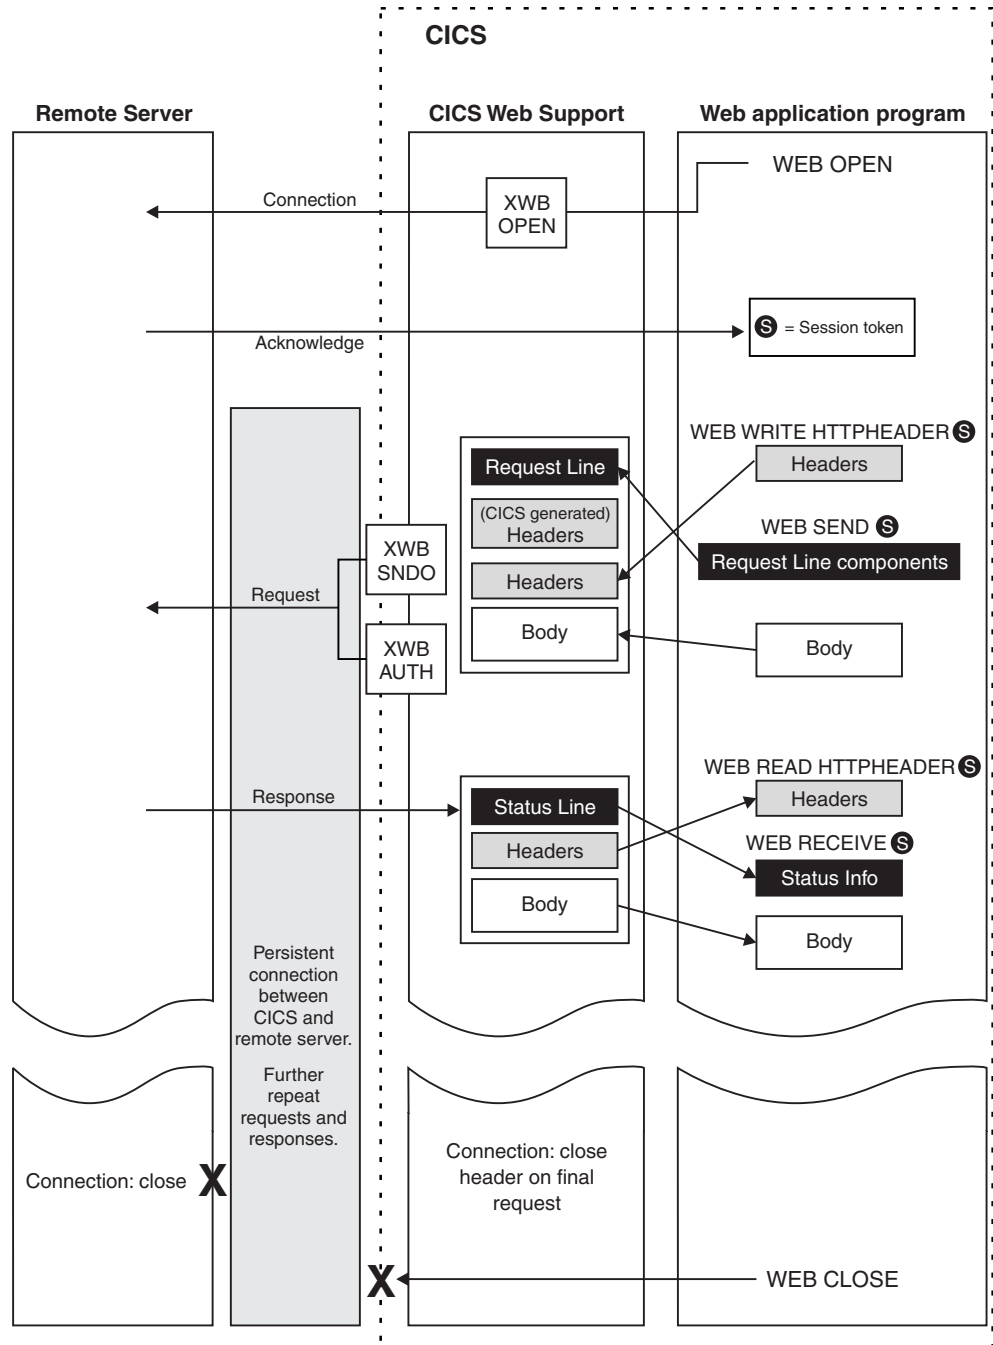 CICS
Remote Server
CICS Web Support
Web application program
WEB OPEN
Connection
XWB
OPEN
S = Session token
Acknowledge
WEB WRITE HTTPHEADER S
Headers
Request Line
(CICS generated)
Headers
WEB SEND S
Request Line components
XWB
SNDO
Headers
Request
Body
Body
XWB
AUTH
WEB READ HTTPHEADER S
Headers
Response
Status Line
WEB RECEIVE S
Headers
Status Info
Body
Body
Persistent
connection
between
CICS and
remote server.
Further
repeat
requests and
responses.
Connection: close
X
Connection: close
header on final
request
X
WEB CLOSE